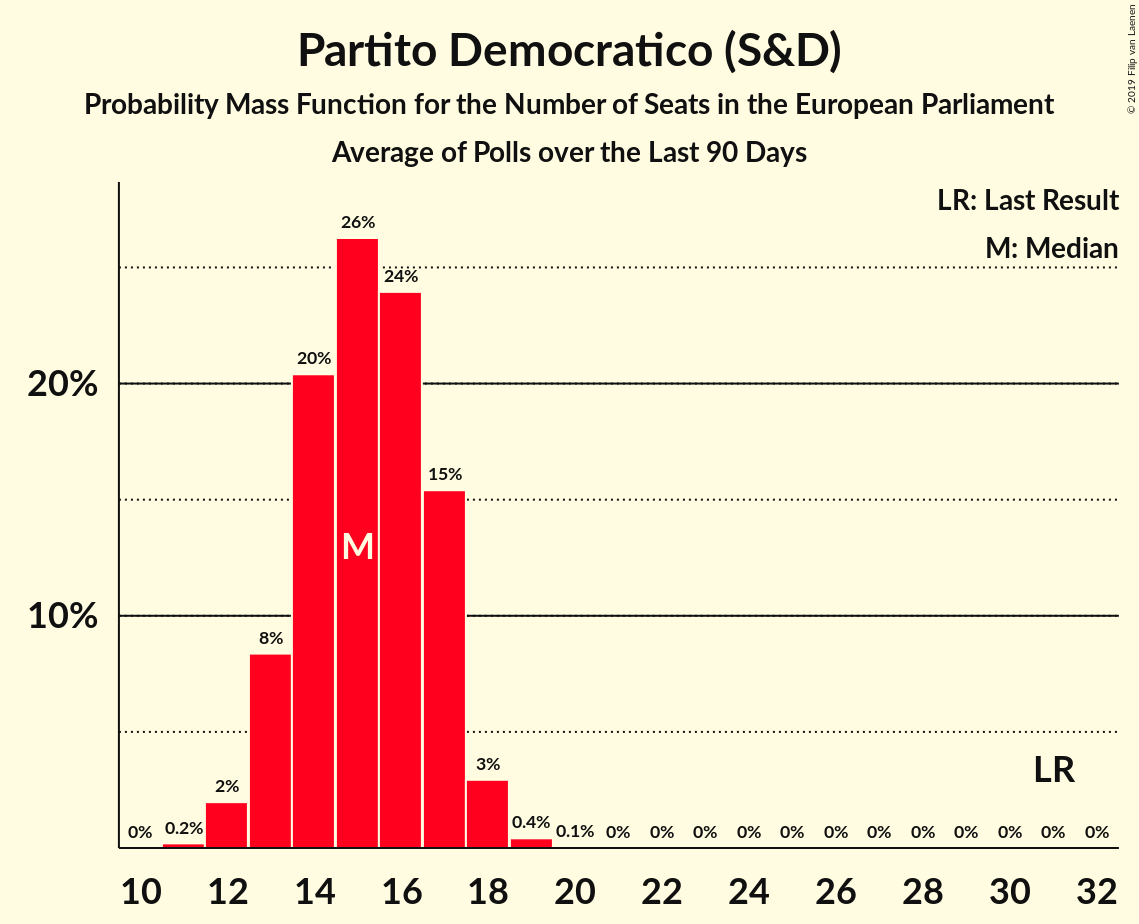 Partito Democratico (S&D)
Probability Mass Function for the Number of Seats in the European Parliament
Average of Polls over the Last 90 Days
© 2019 Filip van Laenen
LR: Last Result
M: Median
26%
24%
20%
20%
15%
M
10%
8%
3%
LR
2%
0% 0.2% 0.4% 0.1% 0% 0% 0% 0% 0% 0% 0% 0% 0% 0% 0% 0%
10 12 14 16 18 20 22 24 26 28 30 32